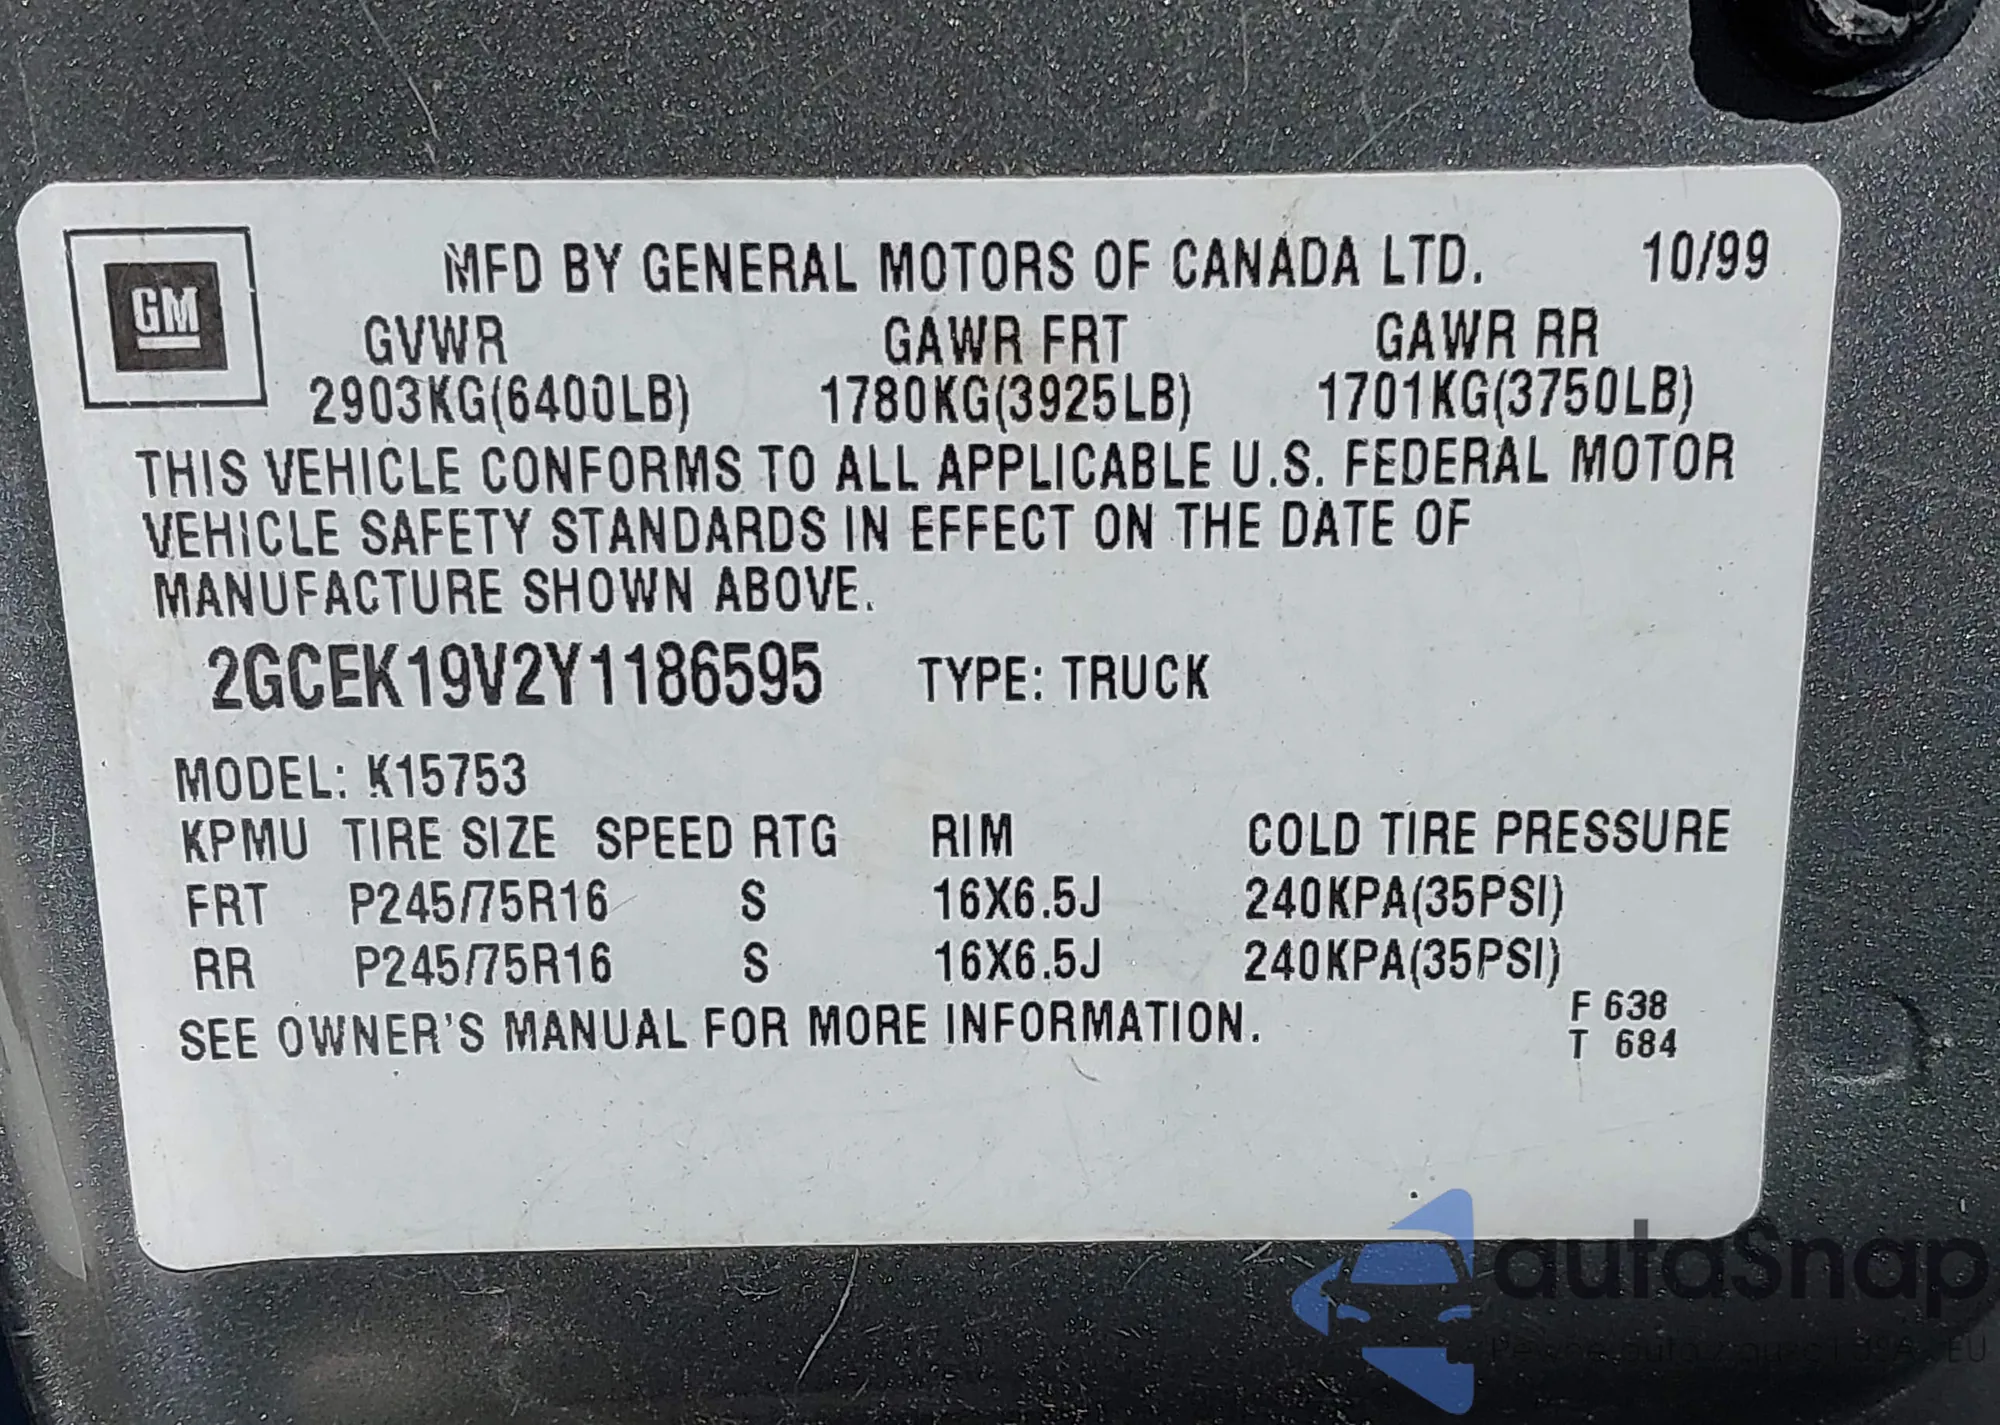 GM
MFD BY GENERAL MOTORS OF CANADA LTD. 10/99
GVWR GAWR FRT GAWR RR
2903KG(6400LB) 1780KG(3925LB) 1701KG(3750LB)
THIS VEHICLE CONFORMS TO ALL APPLICABLE U.S. FEDERAL MOTOR
VEHICLE SAFETY STANDARDS IN EFFECT ON THE DATE OF
MANUFACTURE SHOWN ABOVE.
2GCEK19V2Y1186595 TYPE: TRUCK
MODEL: K15753
KPMU TIRE SIZE SPEED RTG RIM COLD TIRE PRESSURE
FRT P245/75R16 S 16X6.5J 240KPA(35PSI)
RR P245/75R16 S 16X6.5J 240KPA(35PSI)
SEE OWNER'S MANUAL FOR MORE INFORMATION.
F 638
T 684
autaSnap
Pewne auta z